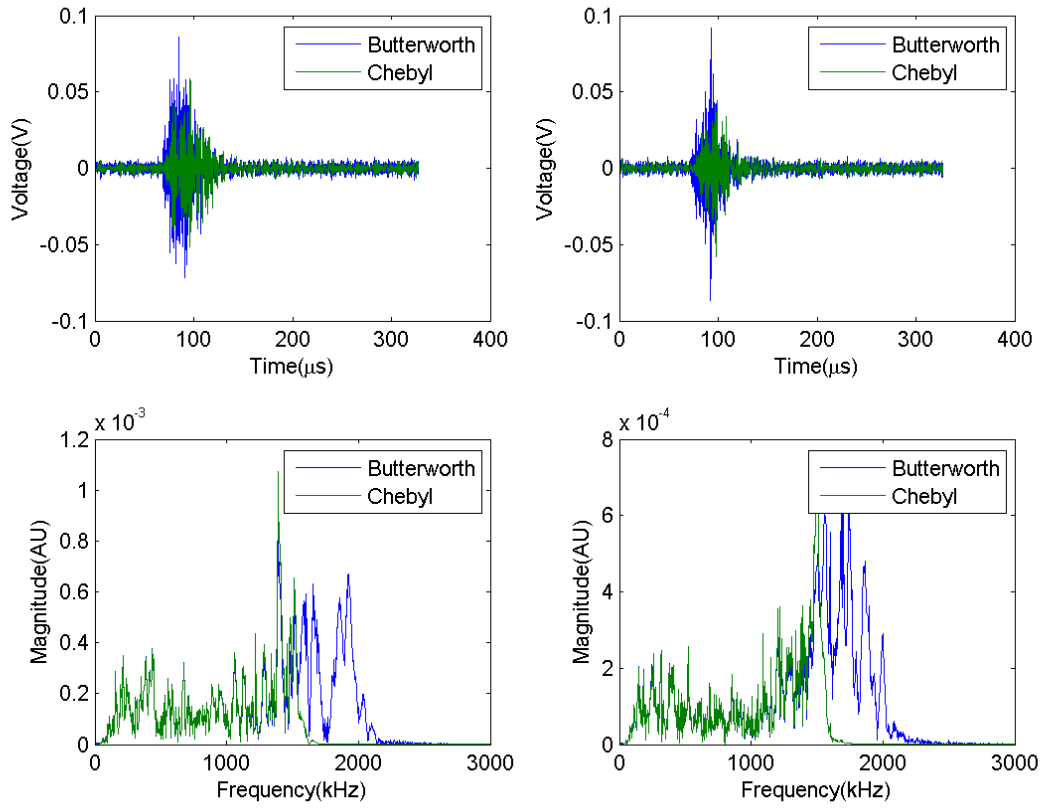 0.1
0.05
0
-0.05
-0.1
Voltage(V)
Butterworth
Chebyl
0 100 200 300 400
Time(μs)
0.1
0.05
0
-0.05
-0.1
Voltage(V)
Butterworth
Chebyl
0 100 200 300 400
Time(μs)
x 10-3
1.2
1
0.8
0.6
0.4
0.2
0
Magnitude(AU)
Butterworth
Chebyl
0 1000 2000 3000
Frequency(kHz)
x 10-4
8
6
4
2
0
Magnitude(AU)
Butterworth
Chebyl
0 1000 2000 3000
Frequency(kHz)